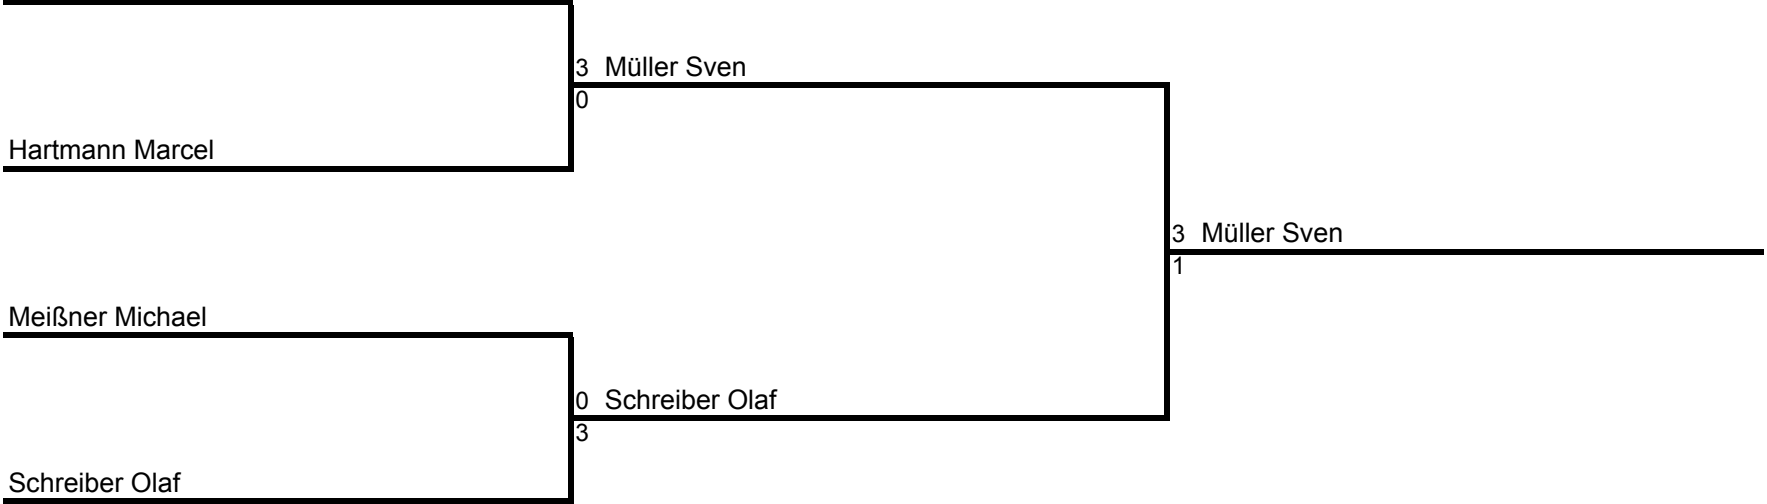 3 Müller Sven
0
Hartmann Marcel
3 Müller Sven
1
Meißner Michael
0 Schreiber Olaf
3
Schreiber Olaf